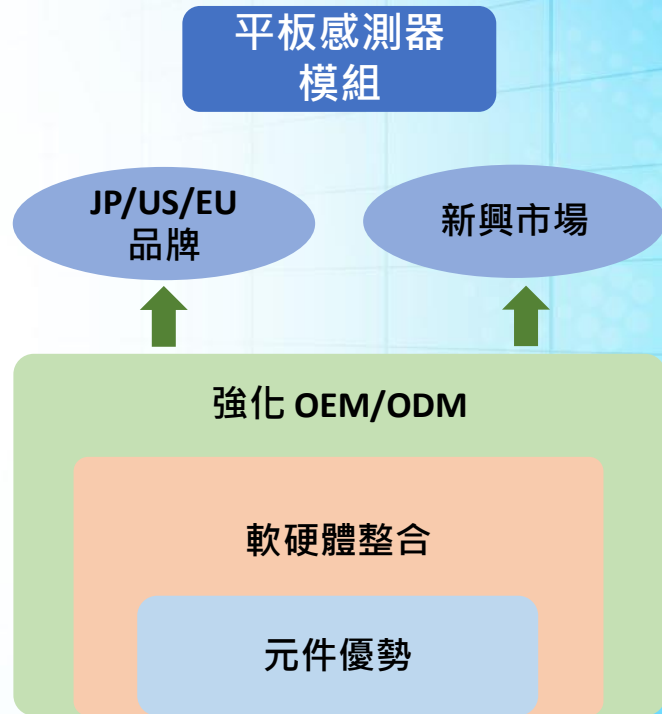 平板感測器
模組
JP/US/EU
品牌
新興市場
強化 OEM/ODM
軟硬體整合
元件優勢